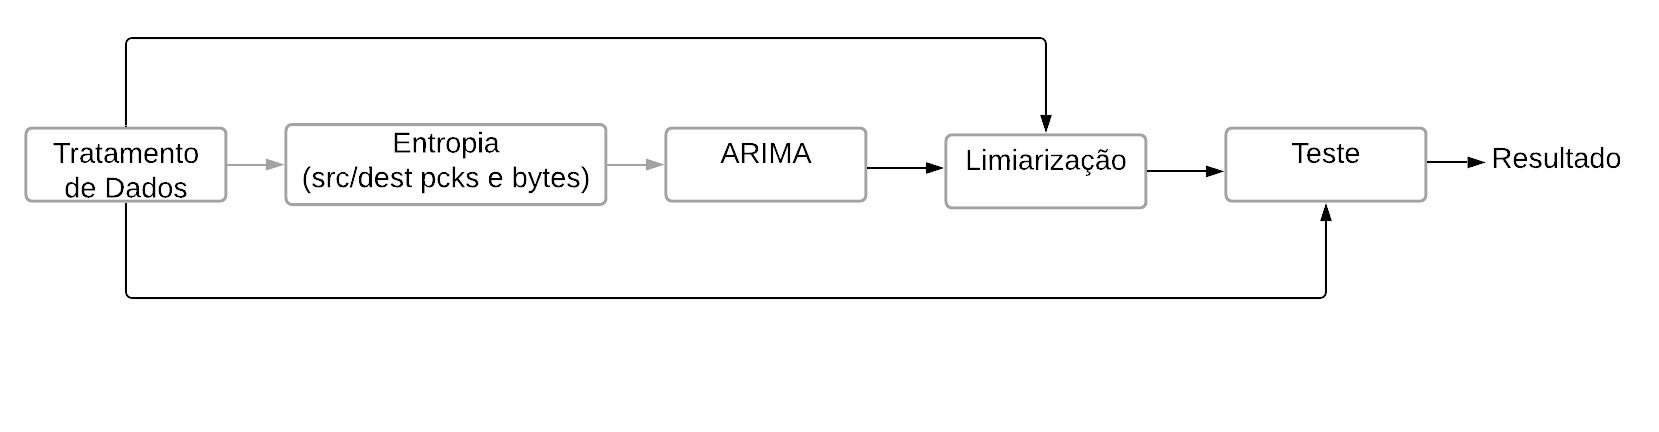 Tratamento
de Dados
Entropia
(src/dest pcks e bytes)
ARIMA
Limiarização
Teste
Resultado